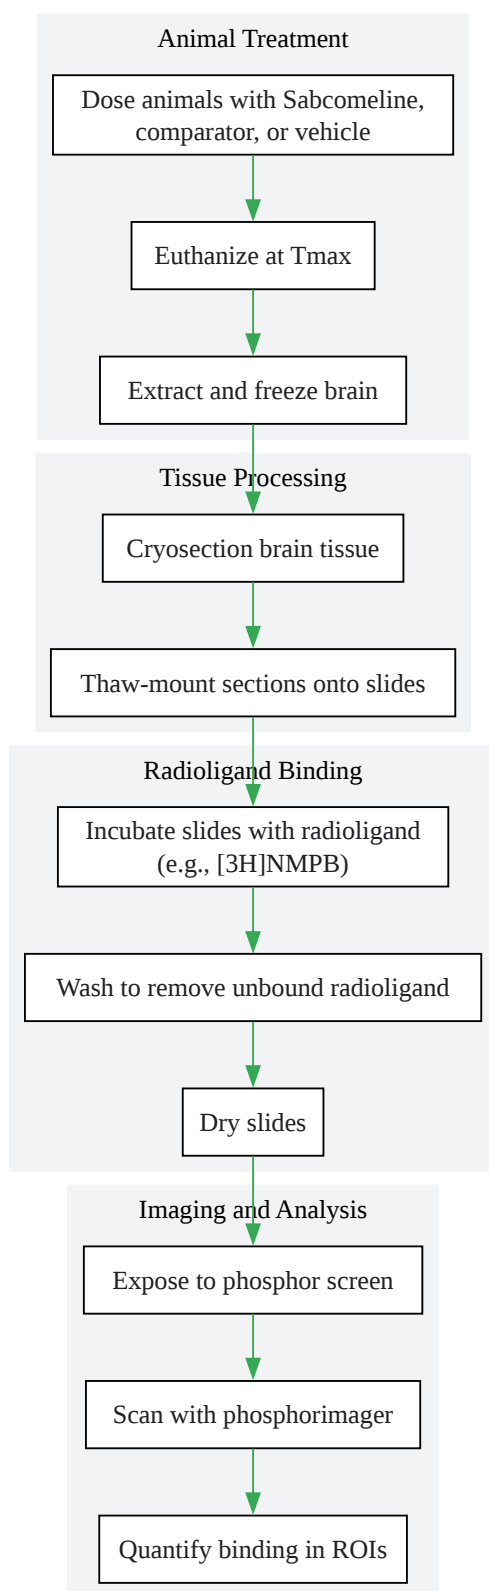 Animal Treatment
Dose animals with Sabcomeline,
comparator, or vehicle
Euthanize at Tmax
Extract and freeze brain
Tissue Processing
Cryosection brain tissue
Thaw-mount sections onto slides
Radioligand Binding
Incubate slides with radioligand
(e.g., [3H]NMPB)
Wash to remove unbound radioligand
Dry slides
Imaging and Analysis
Expose to phosphor screen
Scan with phosphorimager
Quantify binding in ROIs